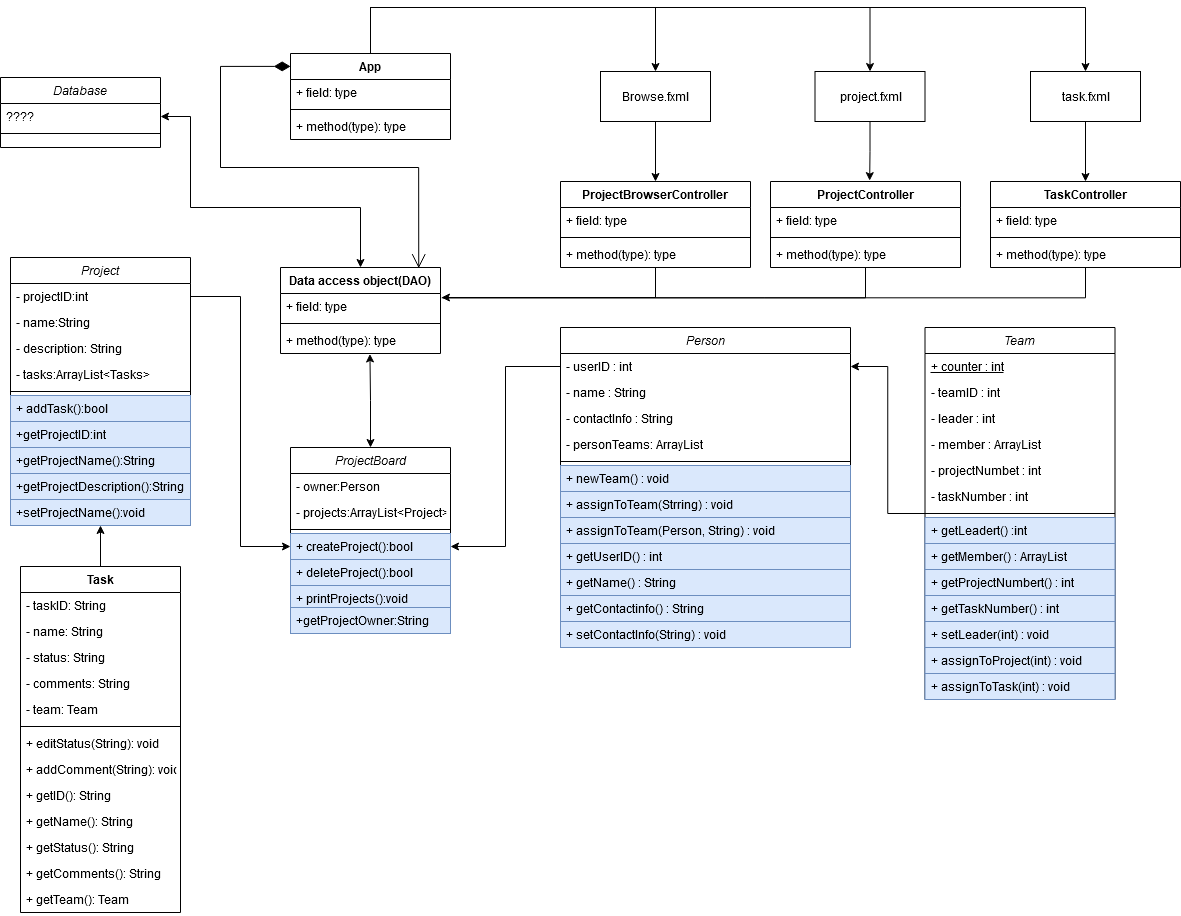 App
+ field: type
+ method(type): type
Database
????
Browse.fxml
project.fxml
task.fxml
ProjectBrowserController
+ field: type
+ method(type): type
ProjectController
+ field: type
+ method(type): type
TaskController
+ field: type
+ method(type): type
Data access object(DAO)
+ field: type
+ method(type): type
Project
- projectID:int
- name:String
- description: String
- tasks:ArrayList<Tasks>
+ addTask():bool
+getProjectID:int
+getProjectName():String
+getProjectDescription():String
+setProjectName():void
ProjectBoard
- owner:Person
- projects:ArrayList<Project>
+ createProject():bool
+ deleteProject():bool
+ printProjects():void
+getProjectOwner:String
Person
- userID : int
- name : String
- contactInfo : String
- personTeams: ArrayList
+ newTeam() : void
+ assignToTeam(Strring) : void
+ assignToTeam(Person, String) : void
+ getUserID() : int
+ getName() : String
+ getContactinfo() : String
+ setContactInfo(String) : void
Team
+ counter : int
- teamID : int
- leader : int
- member : ArrayList
- projectNumbet : int
- taskNumber : int
+ getLeadert() :int
+ getMember() : ArrayList
+ getProjectNumbert() : int
+ getTaskNumber() : int
+ setLeader(int) : void
+ assignToProject(int) : void
+ assignToTask(int) : void
Task
- taskID: String
- name: String
- status: String
- comments: String
- team: Team
+ editStatus(String): void
+ addComment(String): voic
+ getID(): String
+ getName(): String
+ getStatus(): String
+ getComments(): String
+ getTeam(): Team